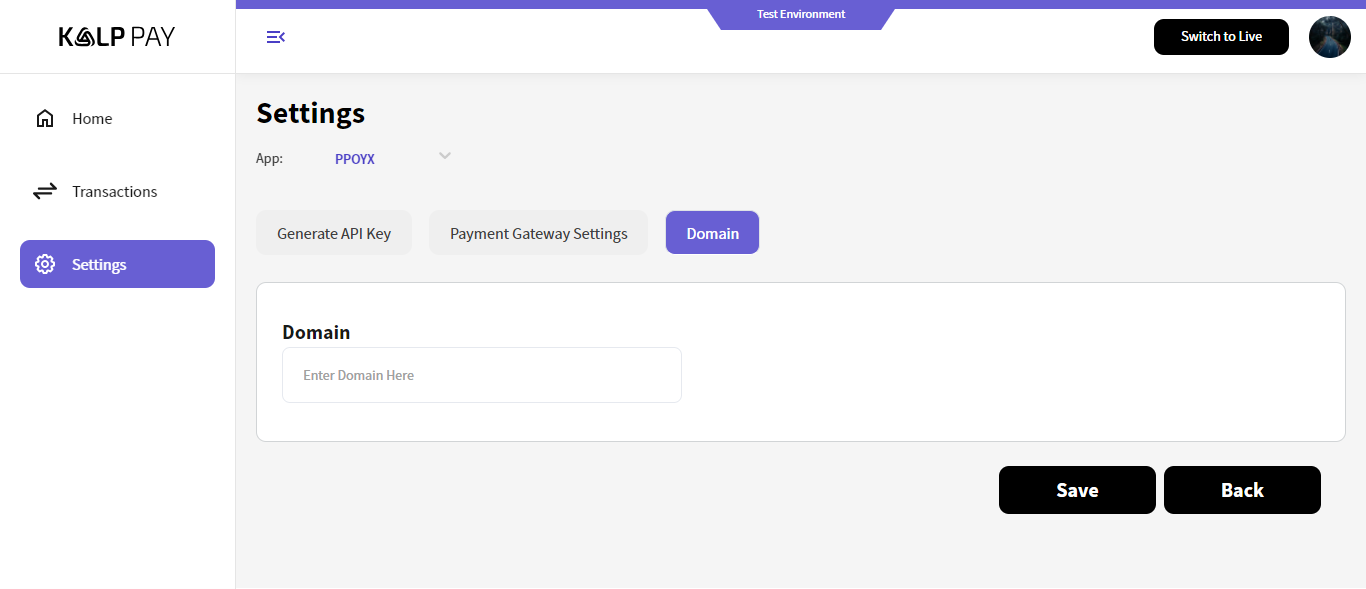 KALP PAY
Test Environment
Switch to Live
Home
Transactions
Settings
Settings
App: PPOYX
Generate API Key Payment Gateway Settings Domain
Domain
Enter Domain Here
Save Back